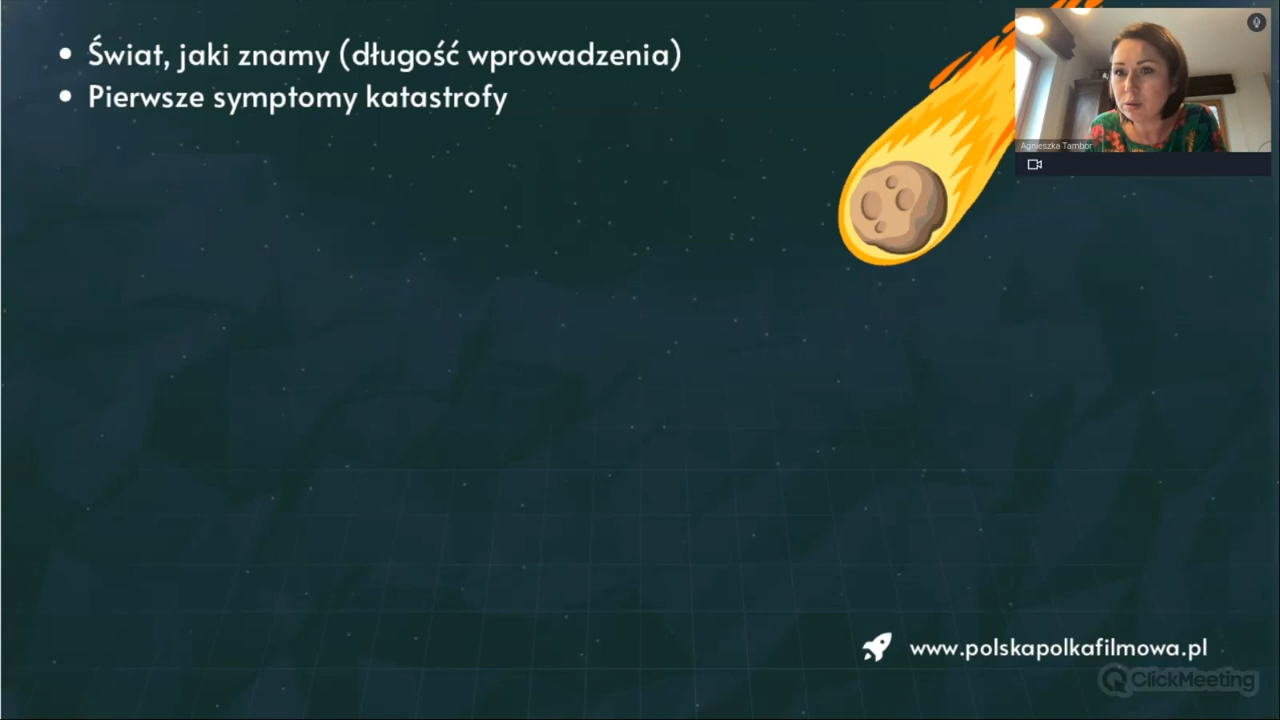 Świat, jaki znamy (długość wprowadzenia)
Pierwsze symptomy katastrofy
Agnieszka Tambor
www.polskapolkafilmowa.pl
ClickMeeting